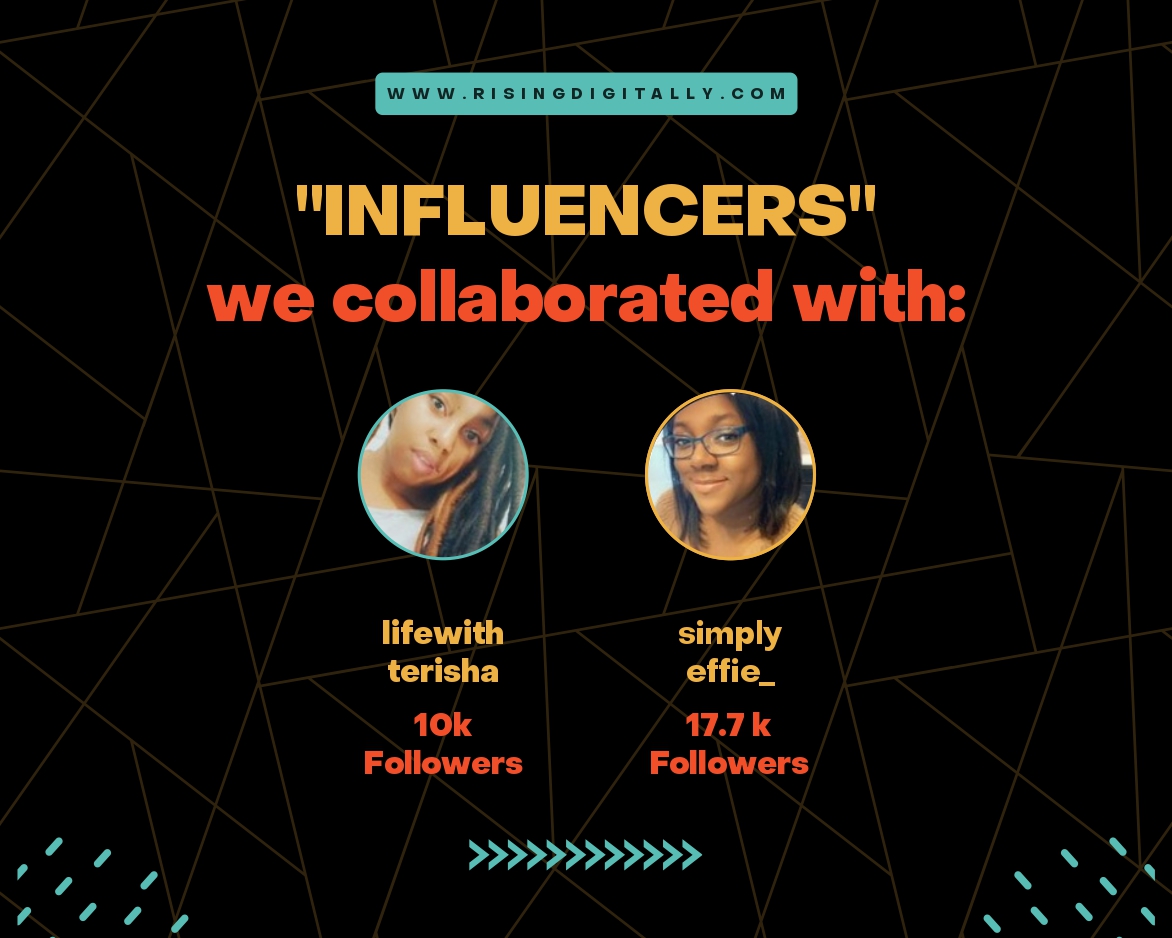 WWW.RISINGDIGITALLY.COM
"INFLUENCERS"
we collaborated with:
lifewith
terisha
10k
Followers
simply
effie_
17.7 k
Followers